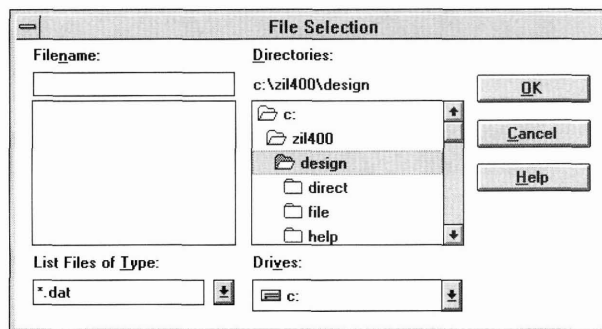 File Selection
Filename:
Directories:
c:\zil400\design
OK
c:
zil400
Cancel
design
direct
Help
file
help
List Files of Type:
Drives:
*.dat
c: